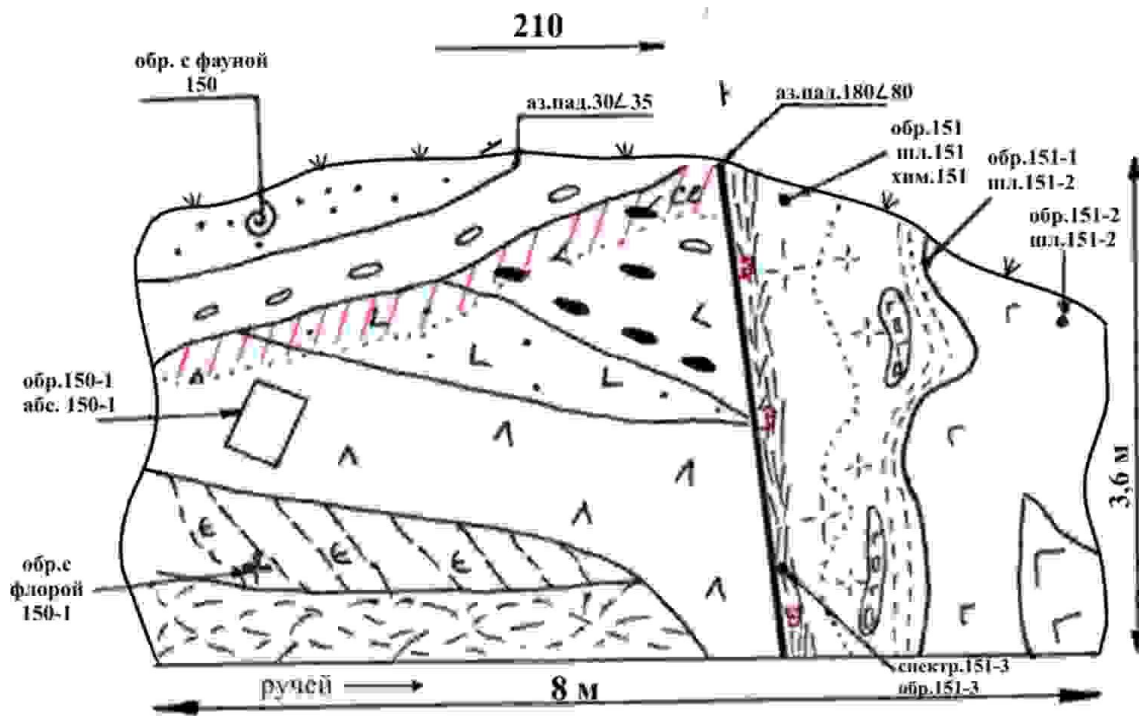 210
обр. с фауной
150
аз.пад.30∠35
аз.пад.180∠80
обр.151
шл.151
хим.151
обр.151-1
шл.151-2
обр.151-2
шл.151-2
обр.150-1
абс. 150-1
3,6 м
обр.с
флорой
150-1
спектр.151-3
обр.151-3
ручей
8 м